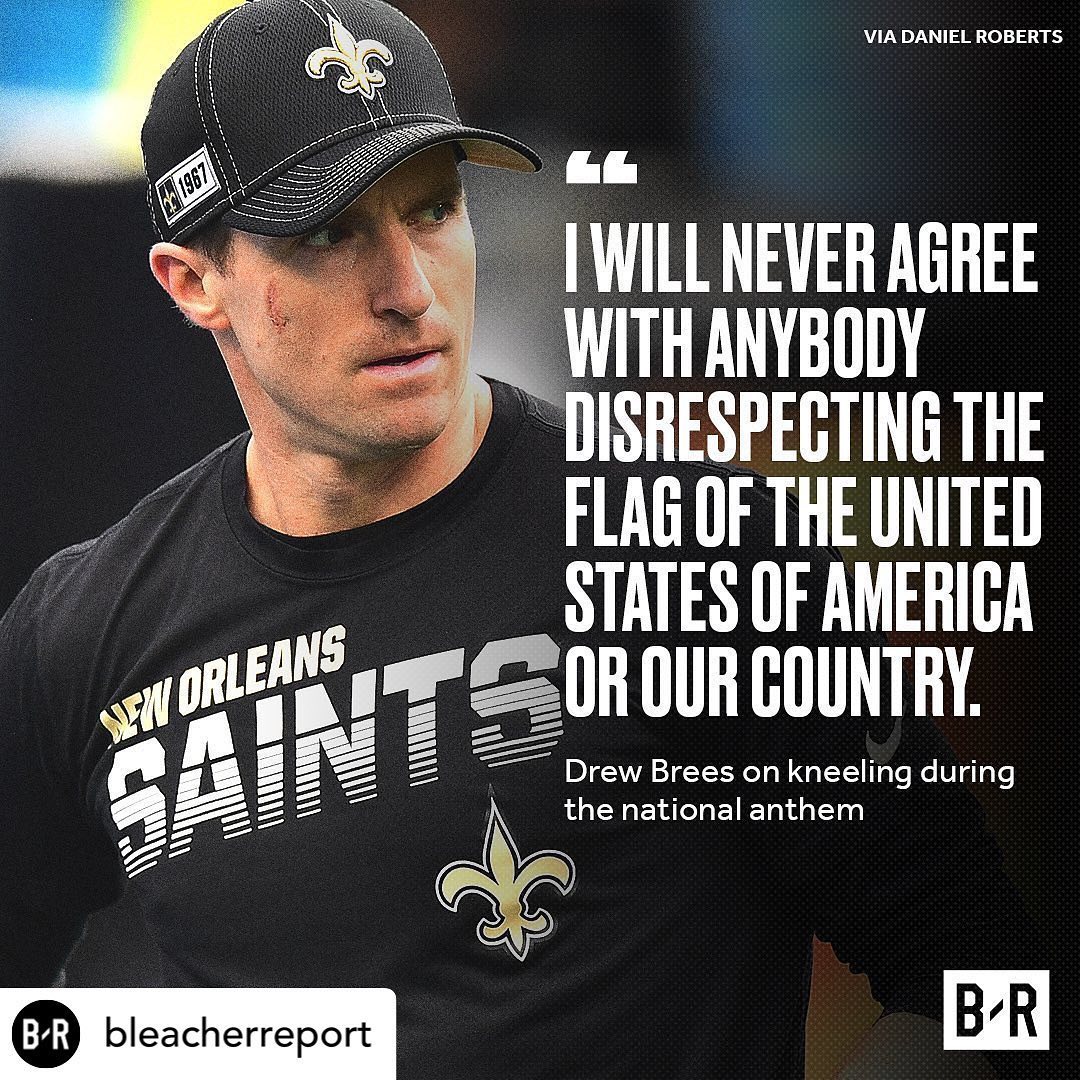 VIA DANIEL ROBERTS
1967
“
I WILL NEVER AGREE
WITH ANYBODY
DISRESPECTING THE
FLAG OF THE UNITED
STATES OF AMERICA
OR OUR COUNTRY.
Drew Brees on kneeling during
the national anthem
NEW ORLEANS
SAINTS
B/R
B/R bleacherreport